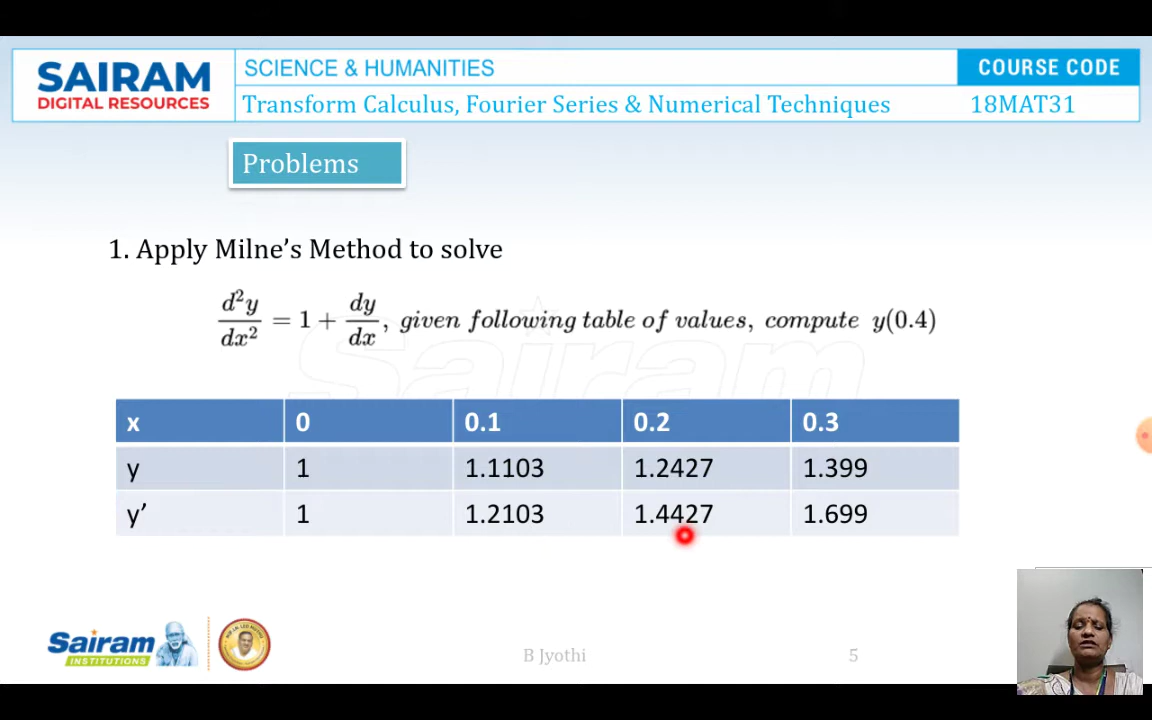 SAIRAM
DIGITAL RESOURCES
SCIENCE & HUMANITIES
COURSE CODE
Transform Calculus, Fourier Series & Numerical Techniques
18MAT31
Problems
1. Apply Milne’s Method to solve
d²y/dx² = 1 + dy/dx, given following table of values, compute y(0.4)
Sairam
x 0 0.1 0.2 0.3
y 1 1.1103 1.2427 1.399
y’ 1 1.2103 1.4427 1.699
Sairam
INSTITUTIONS
B Jyothi
5